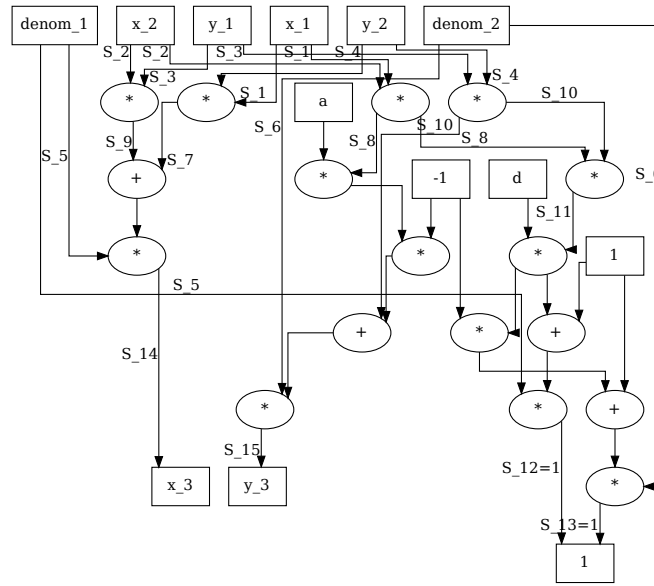 denom_1 x_2 y_1 x_1 y_2 denom_2
S_2 S_2 S_3 S_1 S_4
S_3 S_4
* * S_1 a * * S_10
S_9 S_6 S_8 S_10 S_8
S_5 S_7
+ * -1 d * S_6
S_11
* * * 1
S_5
+ * +
S_14
* * +
S_15 S_12=1
x_3 y_3 *
S_13=1
1